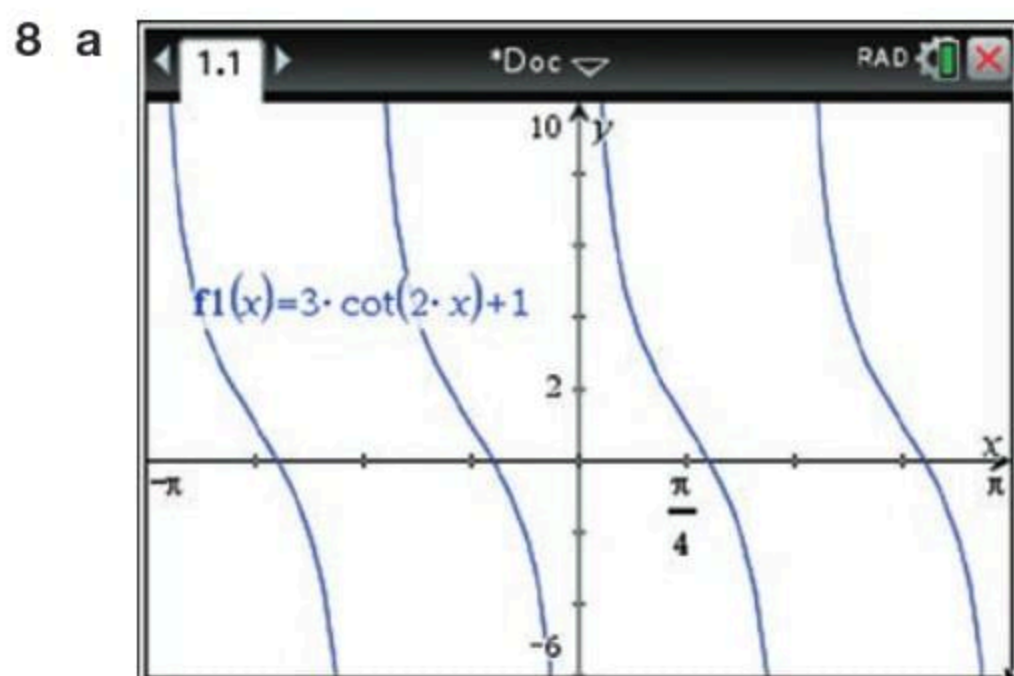 8 a
1.1 *Doc RAD
10 y
f1(x)=3· cot(2· x)+1
2
x
-π π/4 π
-6